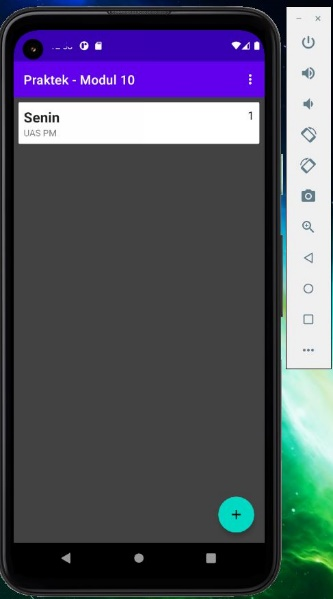 Praktek - Modul 10
Senin 1
UAS PM